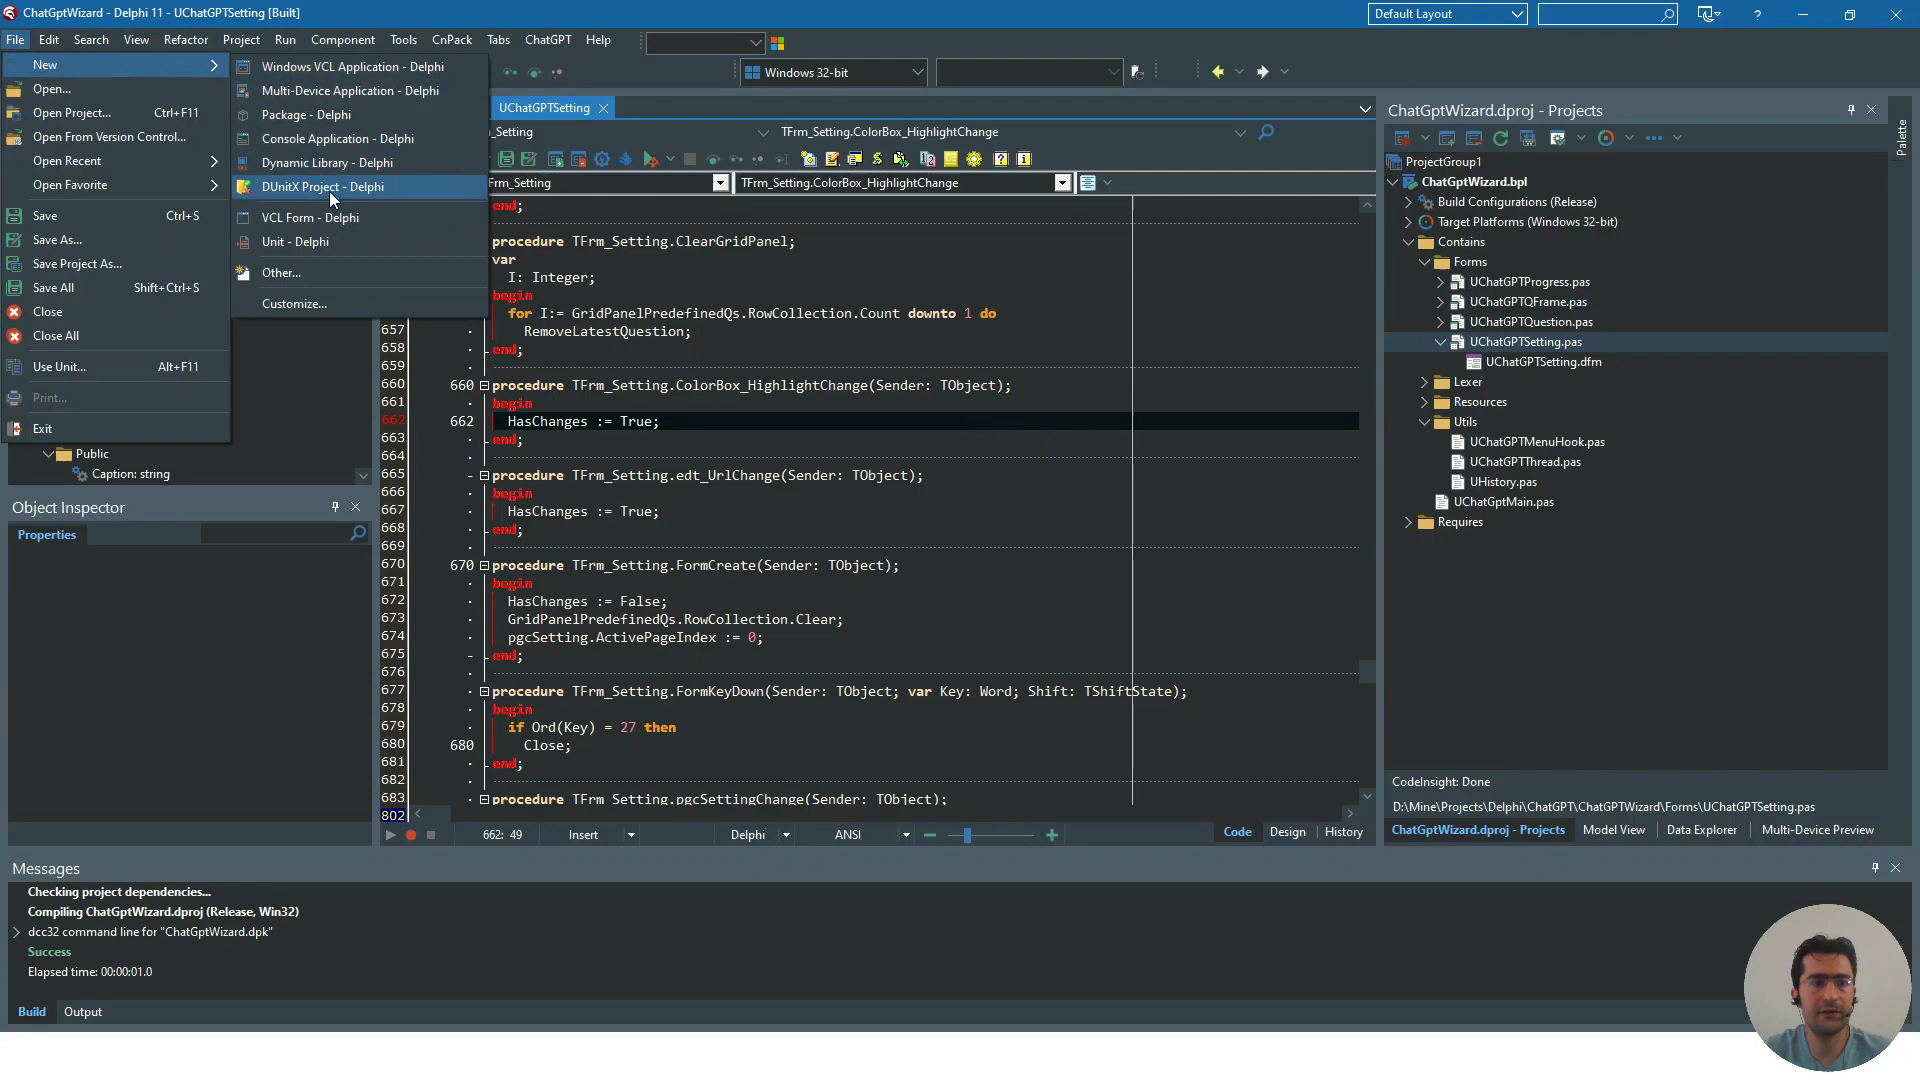 ChatGptWizard - Delphi 11 - UChatGPTSetting [Built]
Default Layout
?
File Edit Search View Refactor Project Run Component Tools CnPack Tabs ChatGPT Help
New
Open...
Open Project... Ctrl+F11
Open From Version Control...
Open Recent
Open Favorite
Save Ctrl+S
Save As...
Save Project As...
Save All Shift+Ctrl+S
Close
Close All
Use Unit... Alt+F11
Print...
Exit
Windows VCL Application - Delphi
Multi-Device Application - Delphi
Package - Delphi
Console Application - Delphi
Dynamic Library - Delphi
DUnitX Project - Delphi
VCL Form - Delphi
Unit - Delphi
Other...
Customize...
Windows 32-bit
Public
Caption: string
Object Inspector
Properties
UChatGPTSetting
_Setting
TFrm_Setting.ColorBox_HighlightChange
Frm_Setting
TFrm_Setting.ColorBox_HighlightChange
end;
procedure TFrm_Setting.ClearGridPanel;
var
I: Integer;
begin
for I:= GridPanelPredefinedQs.RowCollection.Count downto 1 do
657 RemoveLatestQuestion;
658 end;
659
660 660 procedure TFrm_Setting.ColorBox_HighlightChange(Sender: TObject);
661 begin
662 662 HasChanges := True;
663 end;
664
665 procedure TFrm_Setting.edt_UrlChange(Sender: TObject);
666 begin
667 HasChanges := True;
668 end;
669
670 670 procedure TFrm_Setting.FormCreate(Sender: TObject);
671 begin
672 HasChanges := False;
673 GridPanelPredefinedQs.RowCollection.Clear;
674 pgcSetting.ActivePageIndex := 0;
675 end;
676
677 procedure TFrm_Setting.FormKeyDown(Sender: TObject; var Key: Word; Shift: TShiftState);
678 begin
679 if Ord(Key) = 27 then
680 680 Close;
681 end;
682
683 procedure TFrm_Setting.pgcSettingChange(Sender: TObject);
802
662: 49 Insert Delphi ANSI
Code Design History
ChatGptWizard.dproj - Projects
Palette
ProjectGroup1
ChatGptWizard.bpl
Build Configurations (Release)
Target Platforms (Windows 32-bit)
Contains
Forms
UChatGPTProgress.pas
UChatGPTQFrame.pas
UChatGPTQuestion.pas
UChatGPTSetting.pas
UChatGPTSetting.dfm
Lexer
Resources
Utils
UChatGPTMenuHook.pas
UChatGPTThread.pas
UHistory.pas
UChatGptMain.pas
Requires
CodeInsight: Done
D:\Mine\Projects\Delphi\ChatGPT\ChatGPTWizard\Forms\UChatGPTSetting.pas
ChatGptWizard.dproj - Projects Model View Data Explorer Multi-Device Preview
Messages
Checking project dependencies...
Compiling ChatGptWizard.dproj (Release, Win32)
dcc32 command line for "ChatGptWizard.dpk"
Success
Elapsed time: 00:00:01.0
Build Output